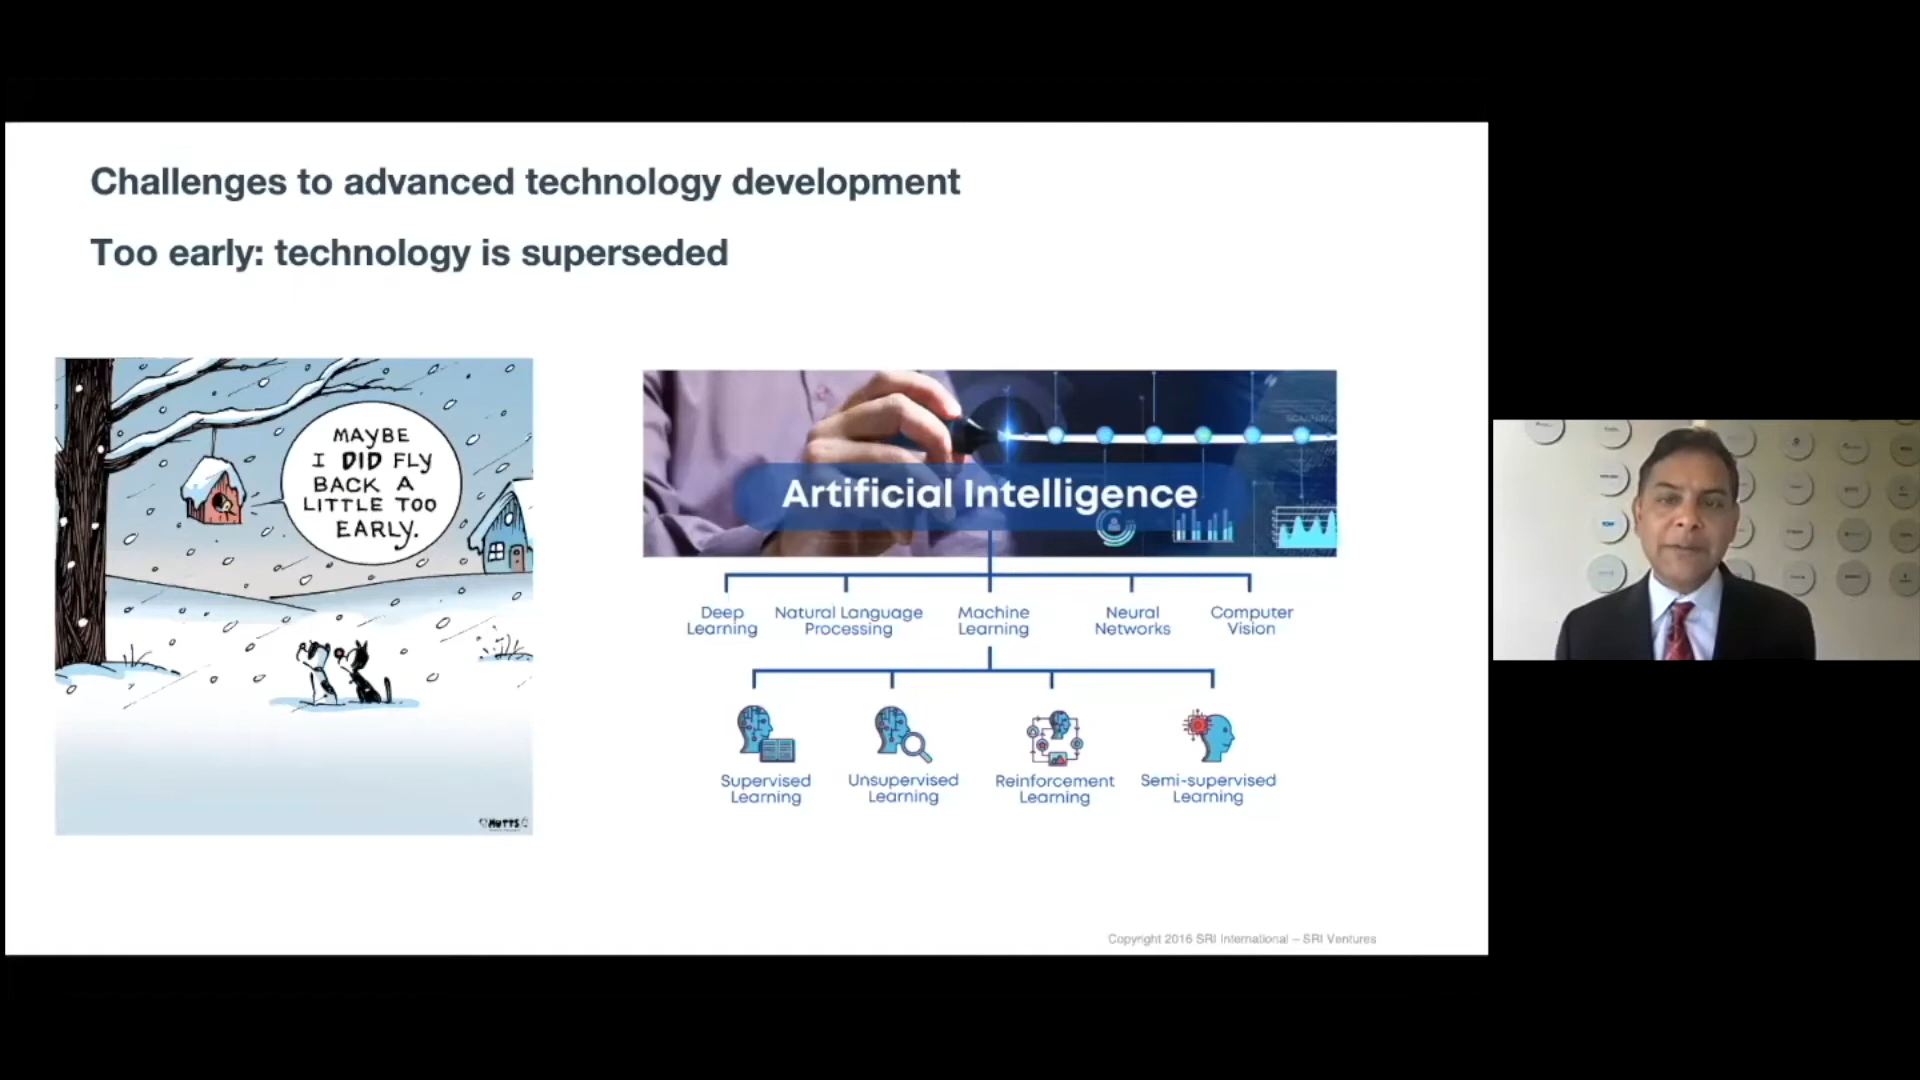 Challenges to advanced technology development
Too early: technology is superseded
MAYBE
I DID FLY
BACK A
LITTLE TOO
EARLY.
MUTTS
Artificial Intelligence
Deep
Learning
Natural Language
Processing
Machine
Learning
Neural
Networks
Computer
Vision
Supervised
Learning
Unsupervised
Learning
Reinforcement
Learning
Semi-supervised
Learning
Copyright 2016 SRI International – SRI Ventures